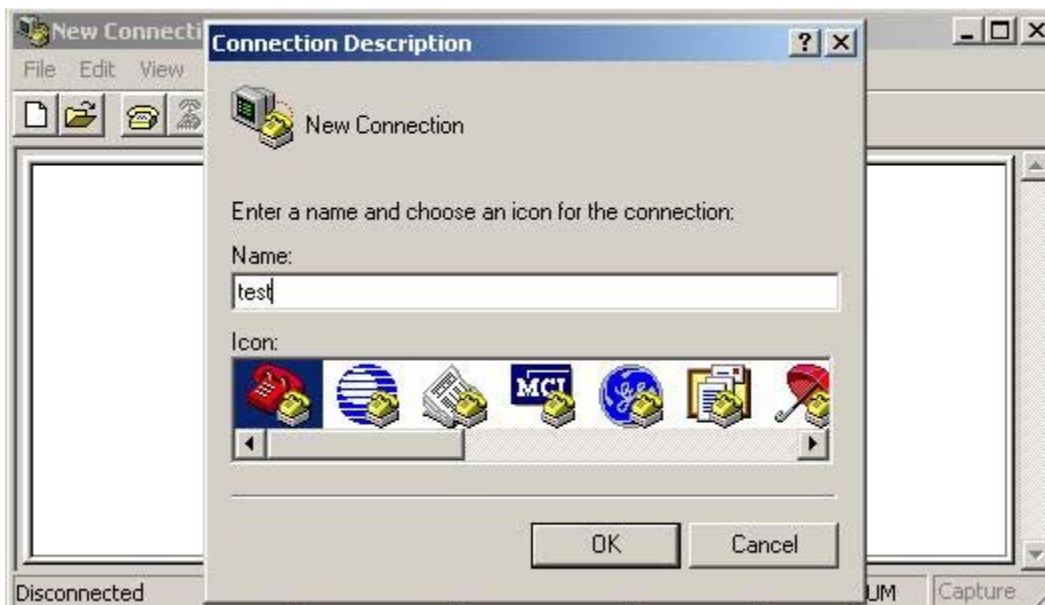 New Connecti
Connection Description
File Edit View
New Connection
Enter a name and choose an icon for the connection:
Name:
test
Icon:
MCI
OK Cancel
Disconnected
UM Capture